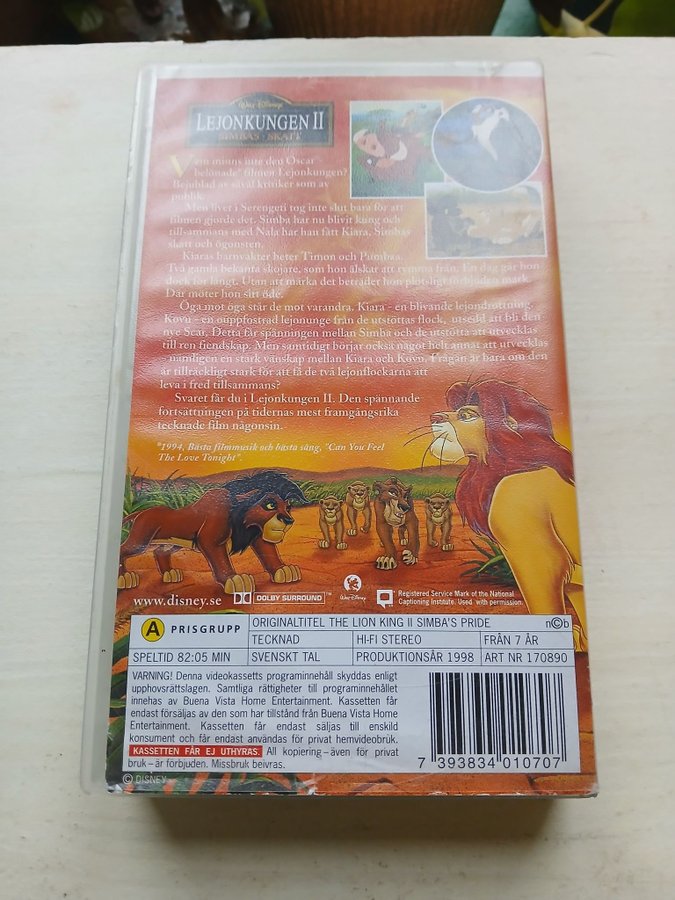 Walt Disneys
LEJONKUNGEN II
SIMBAS SKATT
Vem minns inte den Oscar
belönade* filmen Lejonkungen?
Bejublad av såväl kritiker som av
publik.
Men livet i Serengeti tog inte slut bara för att
filmen gjorde det. Simba har nu blivit kung och
tillsammans med Nala har han fått Kiara, Simbas
skatt och ögonsten.
Kiaras barnvakter heter Timon och Pumbaa.
Två gamla bekanta skojare, som hon älskar att rymma från. En dag går hon
dock för långt. Utan att märka det beträder hon plötsligt förbjuden mark.
Där möter hon sitt öde.
Öga mot öga står de mot varandra. Kiara - en blivande lejondrottning.
Kovu - en ouppfostrad lejonunge från de utstöttas flock, utsedd att bli den
nye Scar. Detta får spänningen mellan Simba och de utstötta att utvecklas
till ren fiendskap. Men samtidigt börjar också något helt annat att utvecklas
- nämligen en stark vänskap mellan Kiara och Kovu. Frågan är bara om den
är tillräckligt stark för att få de två lejonflockarna att
leva i fred tillsammans?
Svaret får du i Lejonkungen II. Den spännande
fortsättningen på tidernas mest framgångsrika
tecknade film någonsin.
*1994, Bästa filmmusik och bästa sång, "Can You Feel
The Love Tonight".
www.disney.se
DOLBY SURROUND
Walt Disney
Registered Service Mark of the National
Captioning Institute. Used with permission.
A PRISGRUPP
ORIGINALTITEL THE LION KING II SIMBA'S PRIDE
n©b
TECKNAD
HI-FI STEREO
FRÅN 7 ÅR
SPELTID 82:05 MIN
SVENSKT TAL
PRODUKTIONSÅR 1998
ART NR 170890
VARNING! Denna videokassetts programinnehåll skyddas enligt
upphovsrättslagen. Samtliga rättigheter till programinnehållet
innehas av Buena Vista Home Entertainment. Kassetten får
endast försäljas av den som har tillstånd från Buena Vista Home
Entertainment. Kassetten får endast säljas till enskild
konsument och får endast användas för privat hemvideobruk.
KASSETTEN FÅR EJ UTHYRAS. All kopiering – även för privat
bruk – är förbjuden. Missbruk beivras.
7 393834 010707
© DISNEY